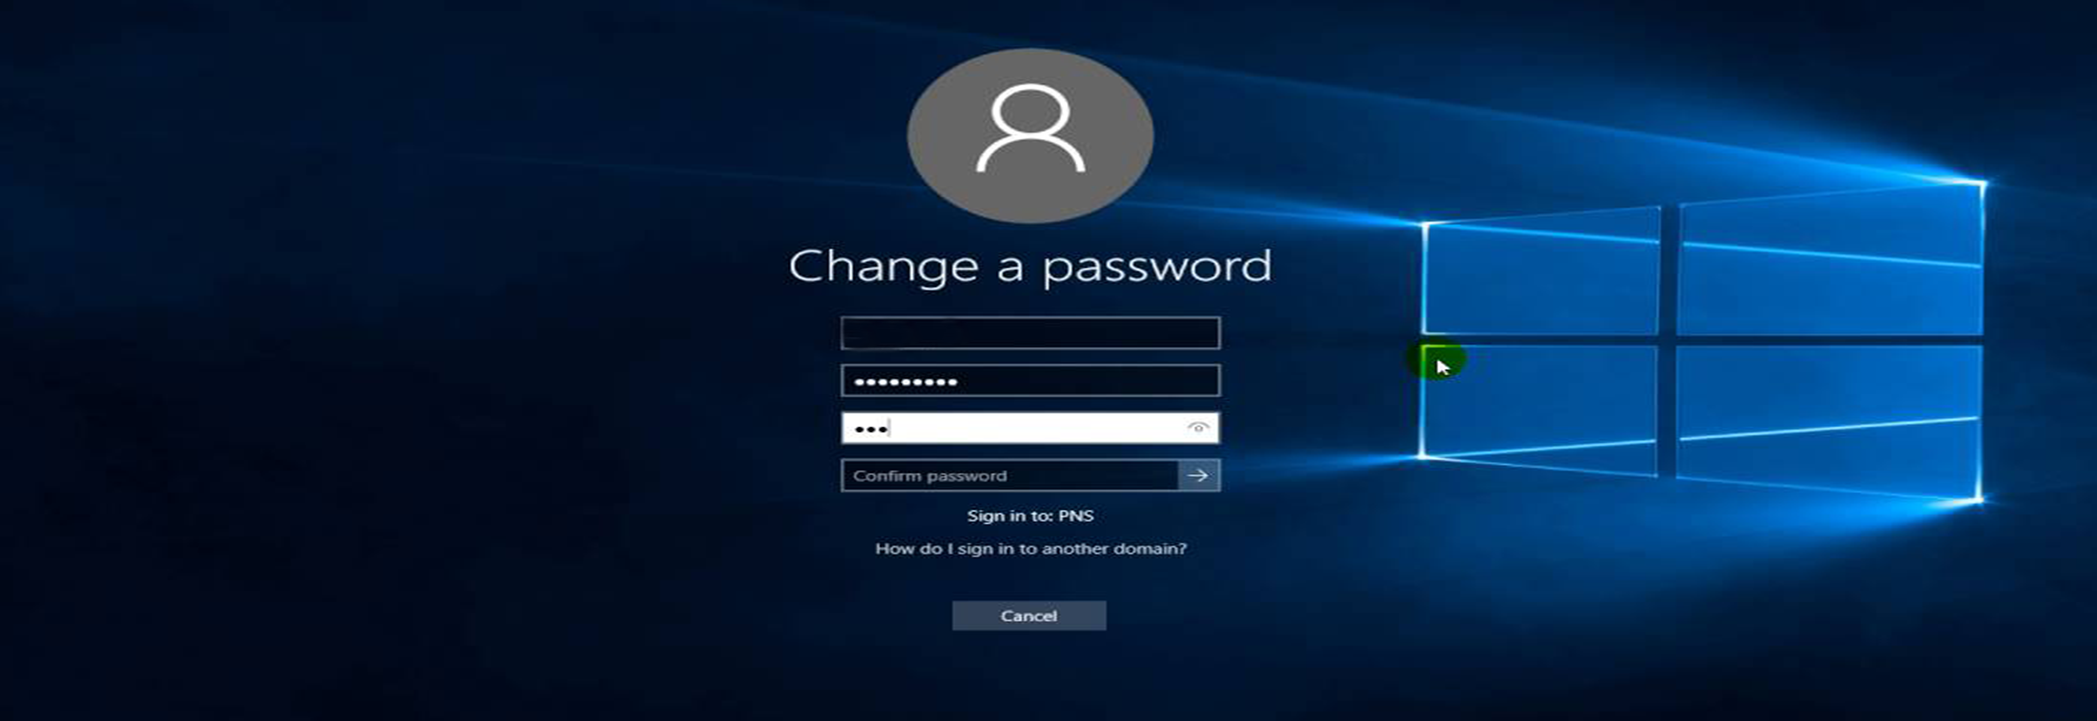 Change a password
•••••••••
•••
Confirm password
Sign in to: PNS
How do I sign in to another domain?
Cancel